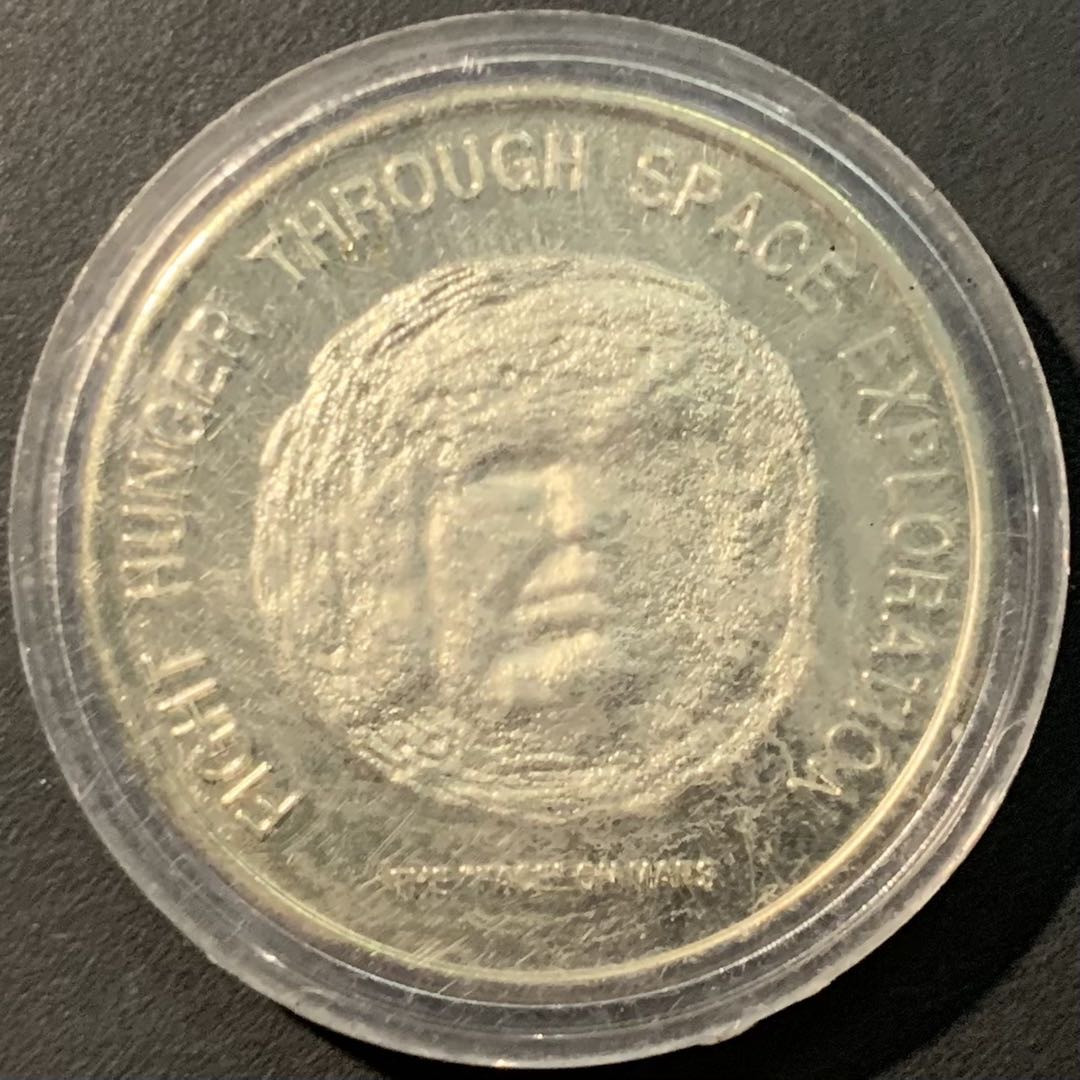 FIGHT HUNGER THROUGH SPACE EXPLORATION
THE "FACE" ON MARS